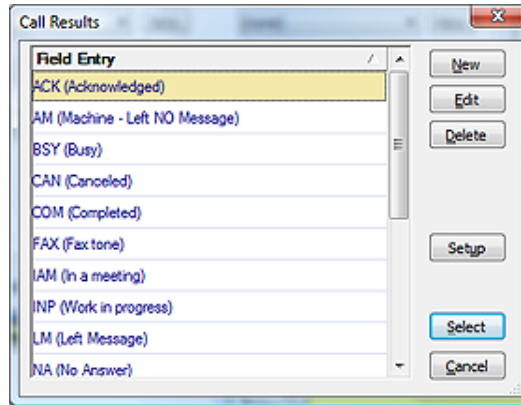 Call Results
Field Entry
ACK (Acknowledged)
AM (Machine - Left NO Message)
BSY (Busy)
CAN (Canceled)
COM (Completed)
FAX (Fax tone)
IAM (In a meeting)
INP (Work in progress)
LM (Left Message)
NA (No Answer)
New
Edit
Delete
Setup
Select
Cancel